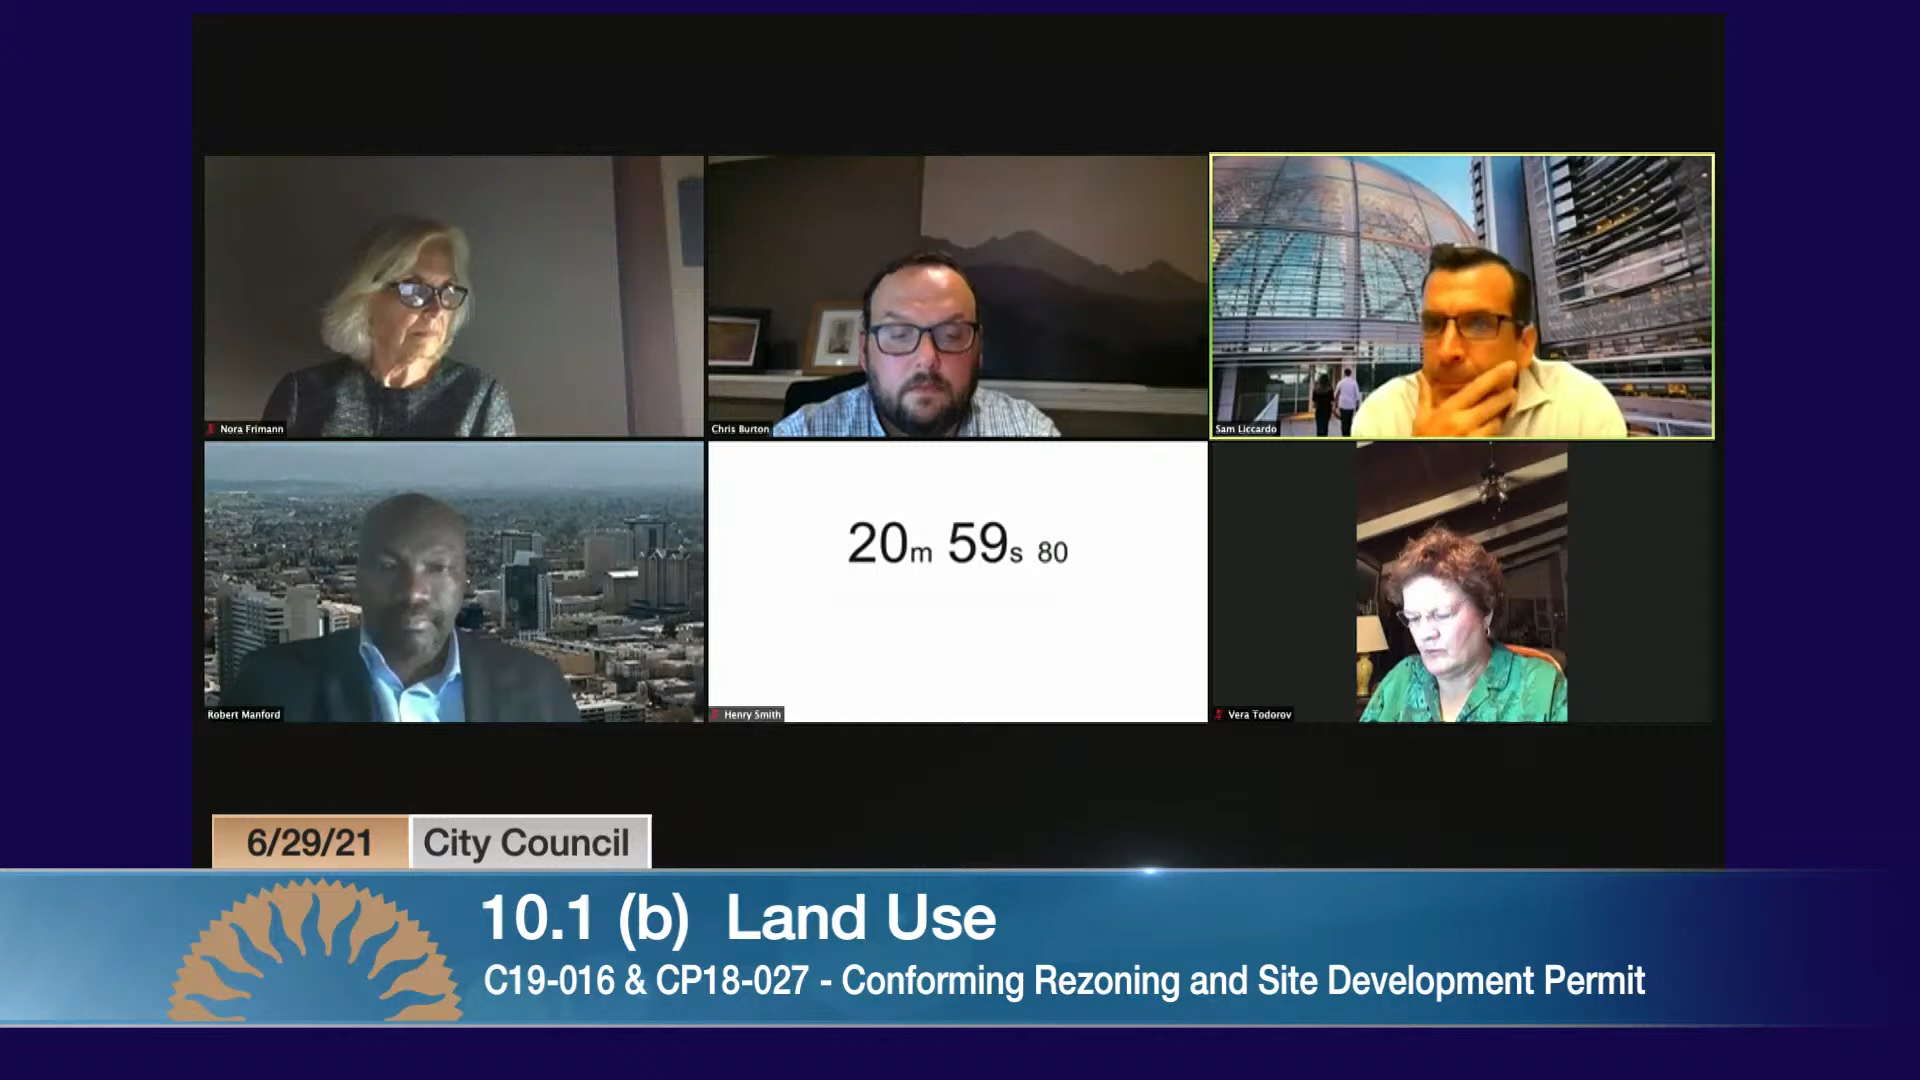 Nora Frimann
Chris Burton
Sam Liccardo
20m 59s 80
Robert Manford
Henry Smith
Vera Todorov
6/29/21 City Council
10.1 (b) Land Use
C19-016 & CP18-027 - Conforming Rezoning and Site Development Permit